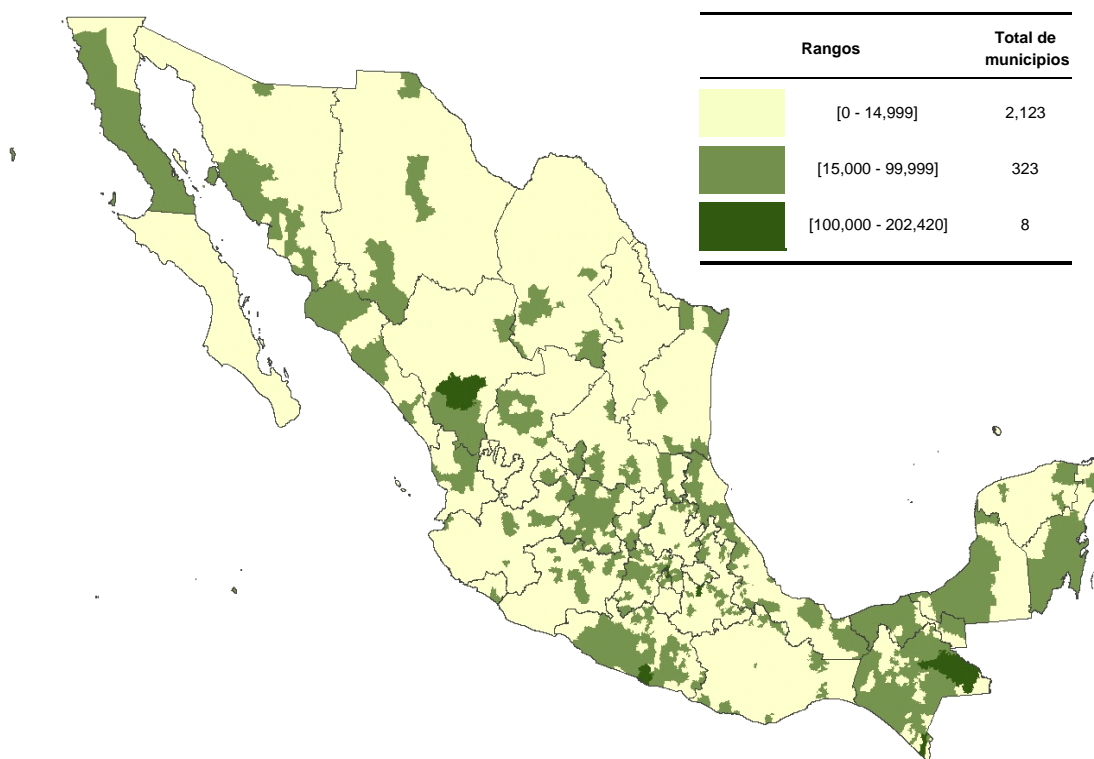 Rangos Total de
municipios
[0 - 14,999] 2,123
[15,000 - 99,999] 323
[100,000 - 202,420] 8